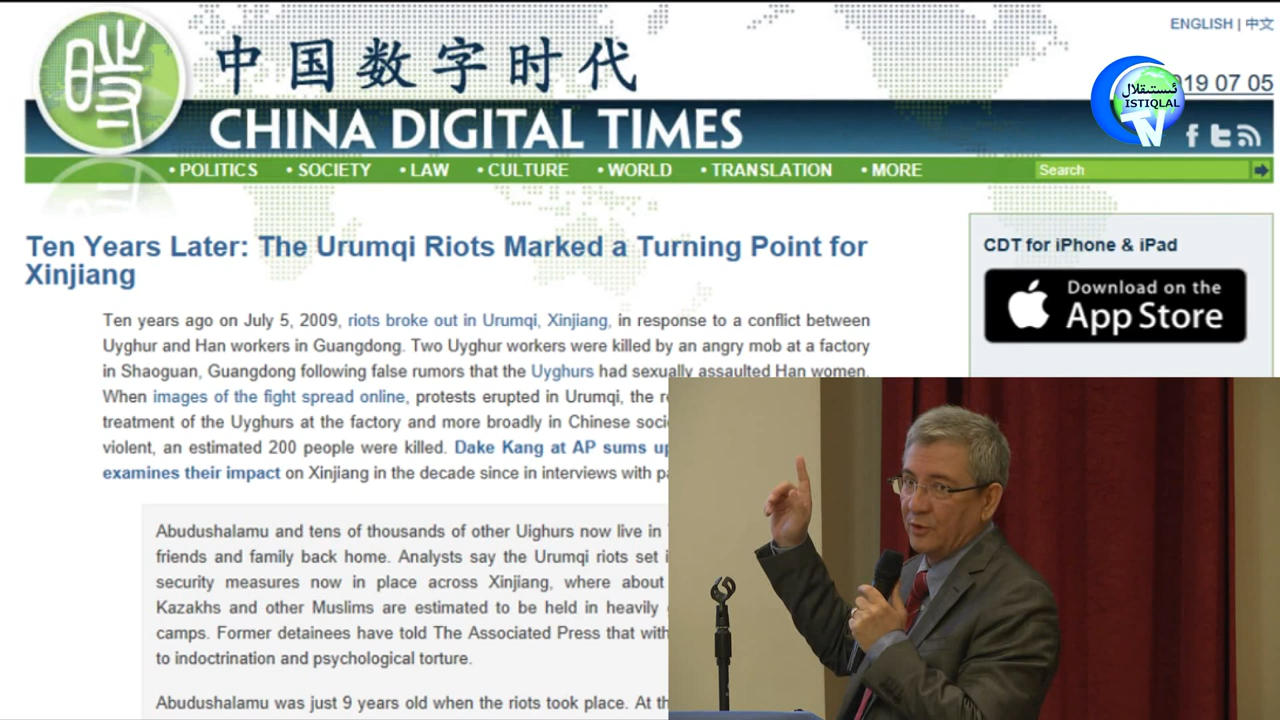 ENGLISH | 中文
中国数字时代
19 07 05
時
CHINA DIGITAL TIMES
ئىستىقلال
ISTIQLAL
TV
• POLITICS • SOCIETY • LAW • CULTURE • WORLD • TRANSLATION • MORE
Search
Ten Years Later: The Urumqi Riots Marked a Turning Point for
Xinjiang
CDT for iPhone & iPad
Download on the
App Store
Ten years ago on July 5, 2009, riots broke out in Urumqi, Xinjiang, in response to a conflict between
Uyghur and Han workers in Guangdong. Two Uyghur workers were killed by an angry mob at a factory
in Shaoguan, Guangdong following false rumors that the Uyghurs had sexually assaulted Han women.
When images of the fight spread online, protests erupted in Urumqi, the
treatment of the Uyghurs at the factory and more broadly in Chinese
violent, an estimated 200 people were killed. Dake Kang at AP sums
examines their impact on Xinjiang in the decade since in interviews with
Abudushalamu and tens of thousands of other Uighurs now live in
friends and family back home. Analysts say the Urumqi riots set
security measures now in place across Xinjiang, where about
Kazakhs and other Muslims are estimated to be held in heavily
camps. Former detainees have told The Associated Press that
to indoctrination and psychological torture.
Abudushalamu was just 9 years old when the riots took place. At